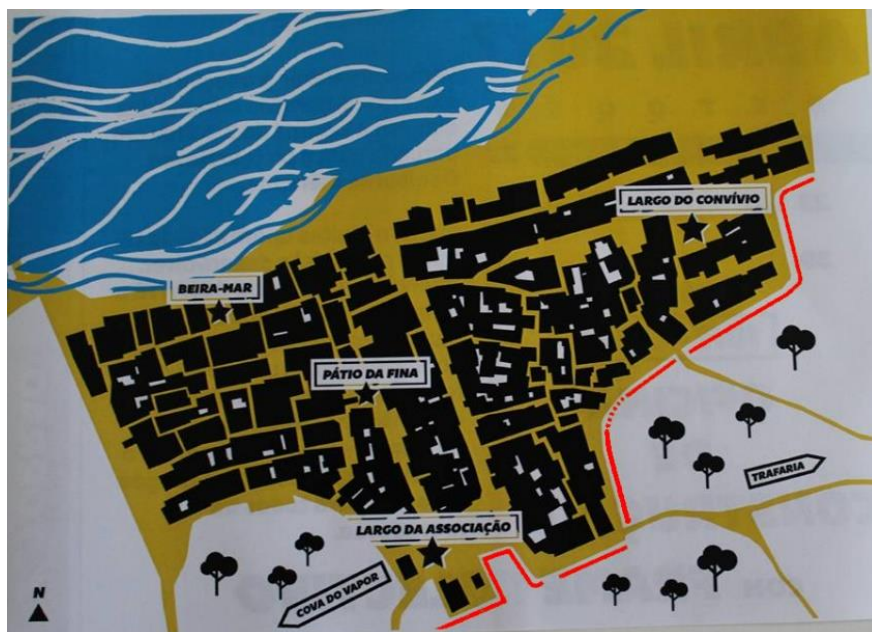 LARGO DO CONVÍVIO
BEIRA-MAR
PÁTIO DA FINA
TRAFARIA
LARGO DA ASSOCIAÇÃO
COVA DO VAPOR
N